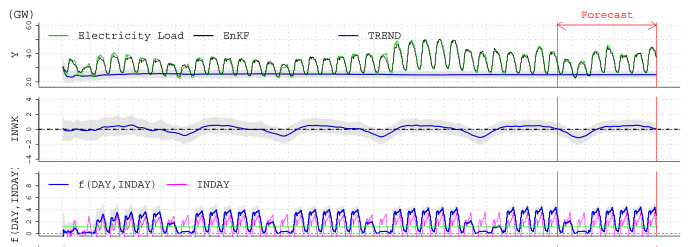 (GW)
Forecast
Electricity Load
EnKF
TREND
Y
20 40 60
INWK
-4 -2 0 2 4
f(DAY,INDAY)
INDAY
f(DAY,INDAY)
0 2 4 6 8